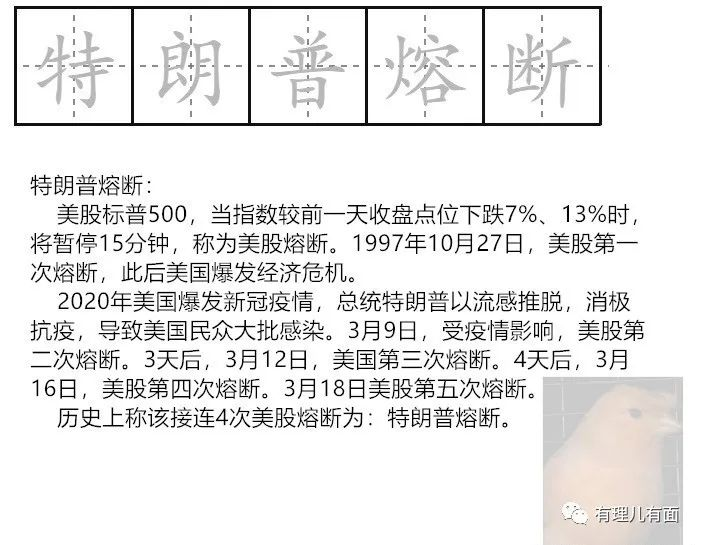 特朗普熔断
特朗普熔断：
美股标普500，当指数较前一天收盘点位下跌7%、13%时，
将暂停15分钟，称为美股熔断。1997年10月27日，美股第一
次熔断，此后美国爆发经济危机。
2020年美国爆发新冠疫情，总统特朗普以流感推脱，消极
抗疫，导致美国民众大批感染。3月9日，受疫情影响，美股第
二次熔断。3天后，3月12日，美国第三次熔断。4天后，3月
16日，美股第四次熔断。3月18日美股第五次熔断。
历史上称该接连4次美股熔断为：特朗普熔断。
有理儿有面